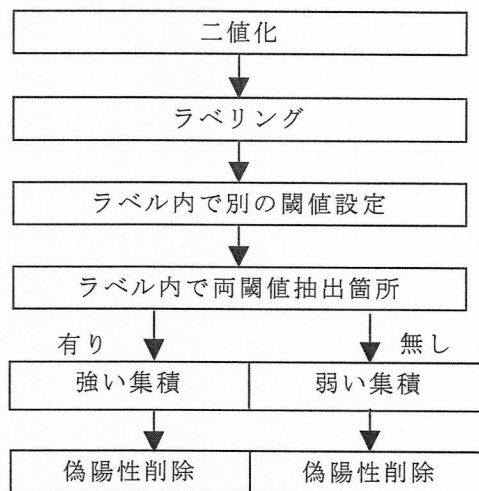 二値化
ラベリング
ラベル内で別の閾値設定
ラベル内で両閾値抽出箇所
有り 無し
強い集積 弱い集積
偽陽性削除 偽陽性削除